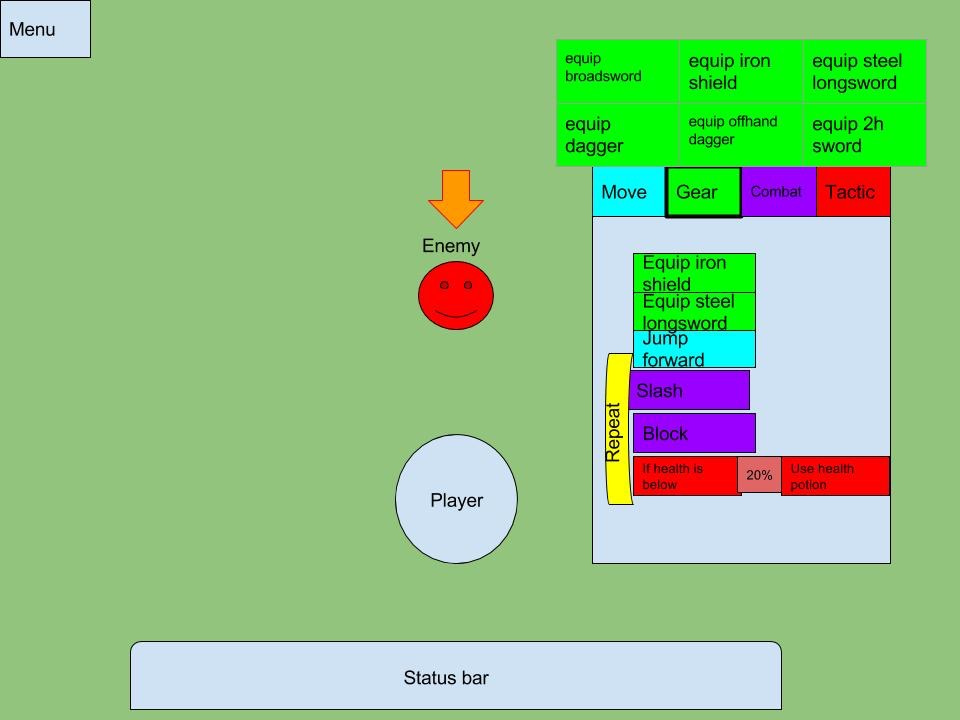 Menu
equip
broadsword
equip iron
shield
equip steel
longsword
equip
dagger
equip offhand
dagger
equip 2h
sword
Move
Gear
Combat
Tactic
Enemy
Equip iron
shield
Equip steel
longsword
Jump
forward
Repeat
Slash
Block
If health is
below
20%
Use health
potion
Player
Status bar